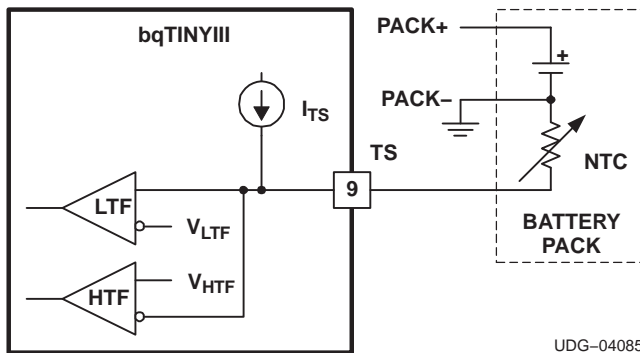 bqTINYIII
PACK+
+
I_TS
PACK−
TS
NTC
9
LTF
V_LTF
BATTERY
PACK
V_HTF
HTF
UDG−04085